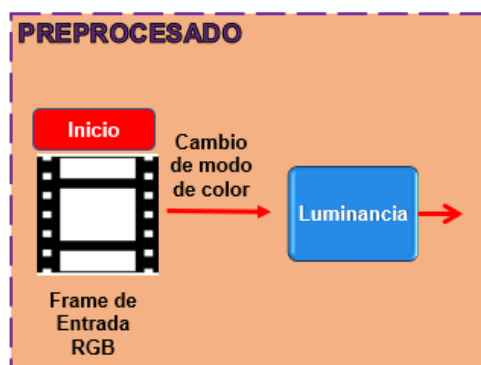 PREPROCESADO
Inicio
Cambio
de modo
de color
Luminancia
Frame de
Entrada
RGB